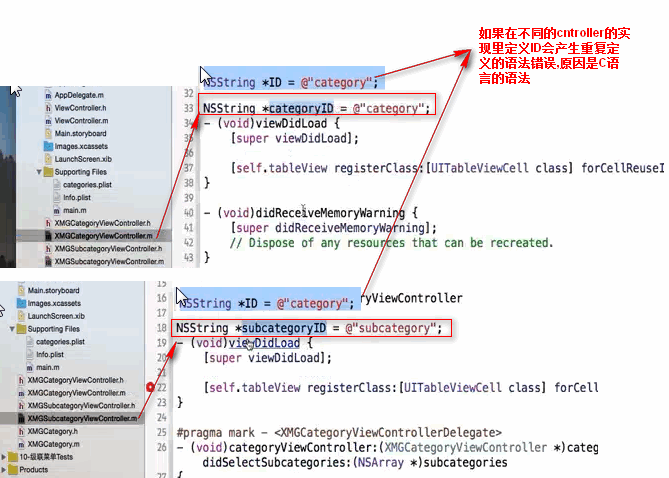 如果在不同的cntroller的实
现里定义ID会产生重复定
义的语法错误,原因是C语
言的语法
NSString *ID = @"category";
AppDelegate.m
ViewController.h
ViewController.m
Main.storyboard
Images.xcassets
LaunchScreen.xib
Supporting Files
categories.plist
Info.plist
main.m
XMGCategoryViewController.h
XMGCategoryViewController.m
XMGSubcategoryViewController.h
XMGSubcategoryViewController.m
32
33 NSString *categoryID = @"category";
34 - (void)viewDidLoad {
35 [super viewDidLoad];
36
37 [self.tableView registerClass:[UITableViewCell class] forCellReuseI
38 }
39
40 - (void)didReceiveMemoryWarning {
41 [super didReceiveMemoryWarning];
42 // Dispose of any resources that can be recreated.
43 }
Main.storyboard
Images.xcassets
LaunchScreen.xib
Supporting Files
categories.plist
Info.plist
main.m
XMGCategoryViewController.h
XMGCategoryViewController.m
XMGSubcategoryViewController.h
XMGSubcategoryViewController.m
XMGCategory.h
XMGCategory.m
10-级联菜单Tests
Products
15
16 NSString *ID = @"category"; ryViewController
17
18 NSString *subcategoryID = @"subcategory";
19 - (void)viewDidLoad {
20 [super viewDidLoad];
21
22 [self.tableView registerClass:[UITableViewCell class] forCell
23 }
24
25 #pragma mark - <XMGCategoryViewControllerDelegate>
26 - (void)categoryViewController:(XMGCategoryViewController *)categ
didSelectSubcategories:(NSArray *)subcategories
{